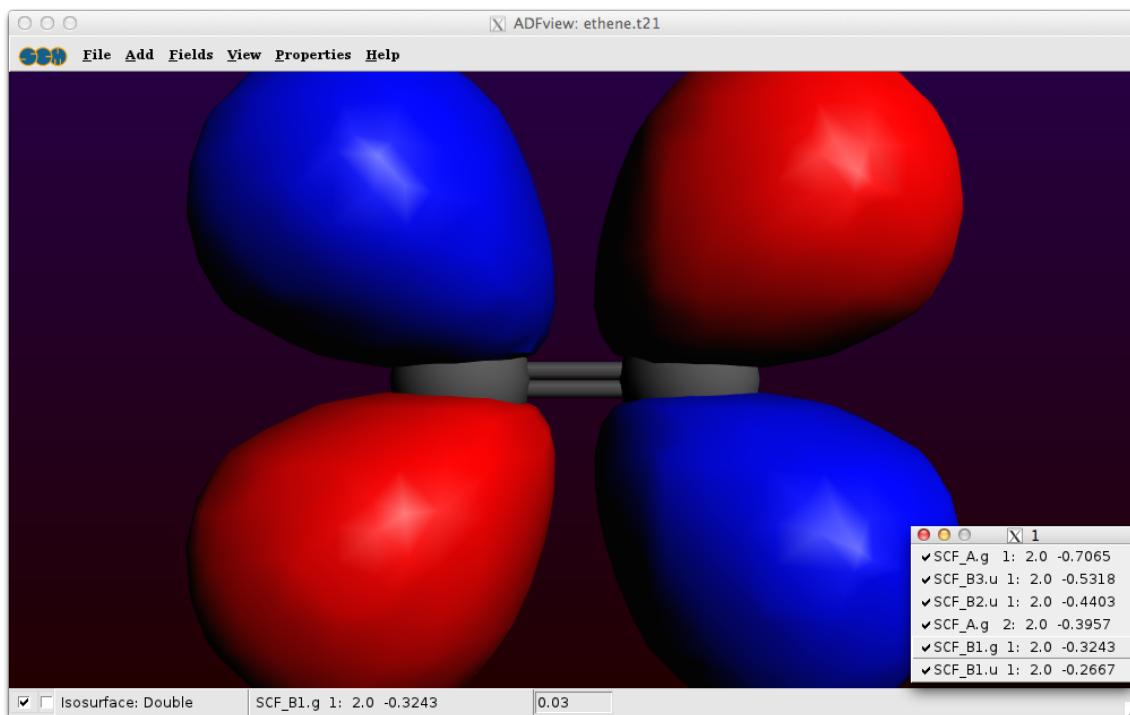 ADFview: ethene.t21
SCM File Add Fields View Properties Help
1
SCF_A.g 1: 2.0 -0.7065
SCF_B3.u 1: 2.0 -0.5318
SCF_B2.u 1: 2.0 -0.4403
SCF_A.g 2: 2.0 -0.3957
SCF_B1.g 1: 2.0 -0.3243
SCF_B1.u 1: 2.0 -0.2667
Isosurface: Double SCF_B1.g 1: 2.0 -0.3243 0.03